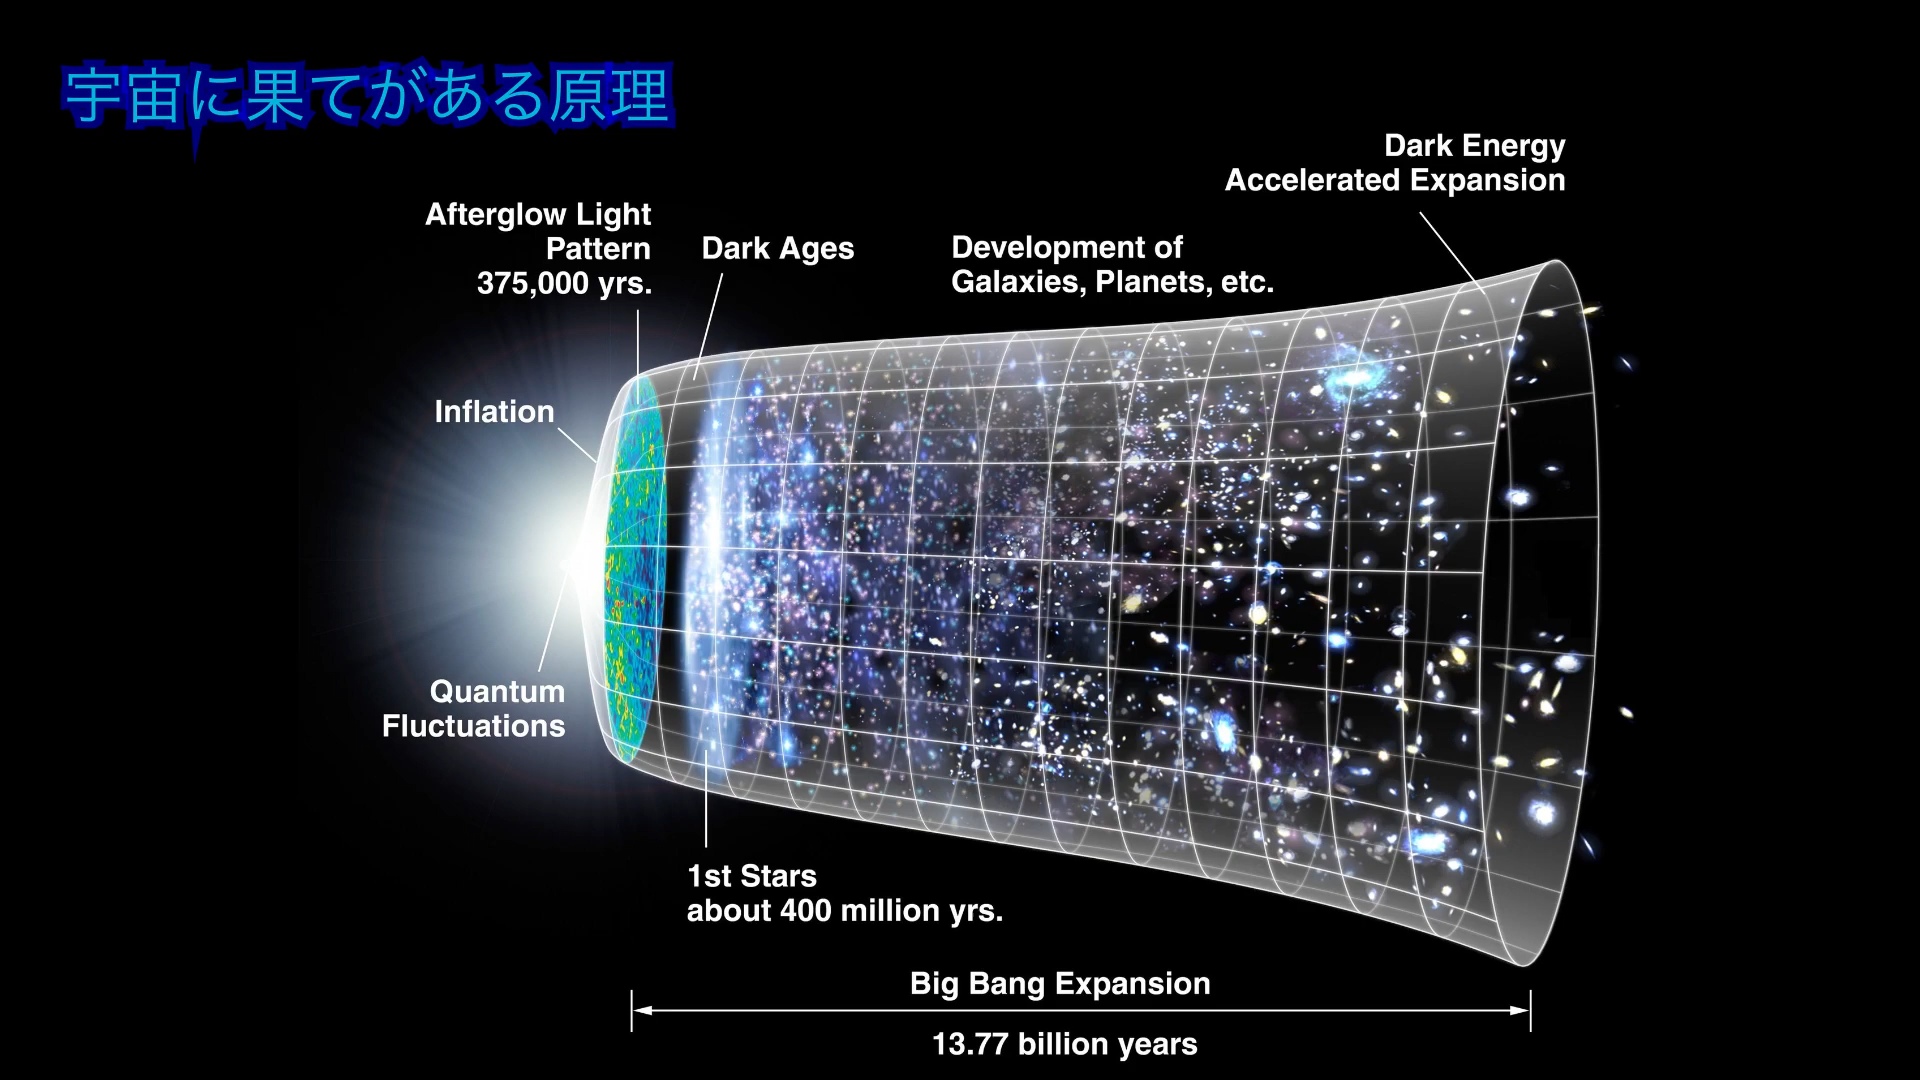 宇宙に果てがある原理
Dark Energy
Accelerated Expansion
Afterglow Light
Pattern
375,000 yrs.
Dark Ages
Development of
Galaxies, Planets, etc.
Inflation
Quantum
Fluctuations
1st Stars
about 400 million yrs.
Big Bang Expansion
13.77 billion years